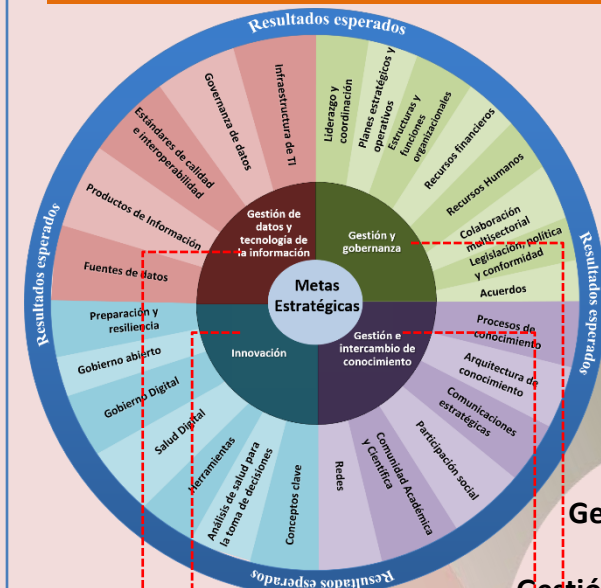 Resultados esperados
Resultados esperados
Resultados esperados
Resultados esperados
Metas
Estratégicas
Gestión de
datos y
tecnología de
la información
Fuentes de datos
Productos de Información
Estándares de calidad
e interoperabilidad
Governanza de datos
Infraestructura de TI
Gestión y
gobernanza
Liderazgo y
coordinación
Planes estratégicos y
operativos
Estructuras y
funciones
organizacionales
Recursos financieros
Recursos Humanos
Colaboración
multisectorial
Legislación, política
y conformidad
Acuerdos
Gestión e
intercambio de
conocimiento
Procesos de
conocimiento
Arquitectura de
conocimiento
Comunicaciones
estratégicas
Participación social
Comunidad Académica
y Científica
Redes
Innovación
Conceptos clave
Análisis de salud para
la toma de decisiones
Herramientas
Salud Digital
Gobierno Digital
Gobierno abierto
Preparación y
resiliencia
Ge
Gestió